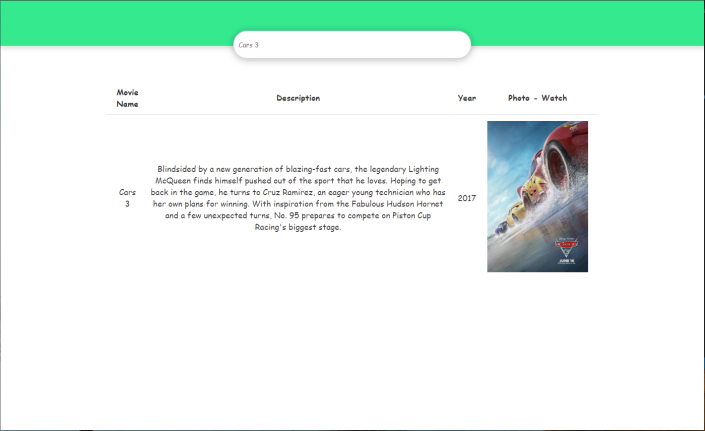 Cars 3
Movie Name
Description
Year
Photo - Watch
Cars 3
Blindsided by a new generation of blazing-fast cars, the legendary Lighting
McQueen finds himself pushed out of the sport that he loves. Hoping to get
back in the game, he turns to Cruz Ramirez, an eager young technician who has
her own plans for winning. With inspiration from the Fabulous Hudson Hornet
and a few unexpected turns, No. 95 prepares to compete on Piston Cup
Racing's biggest stage.
2017